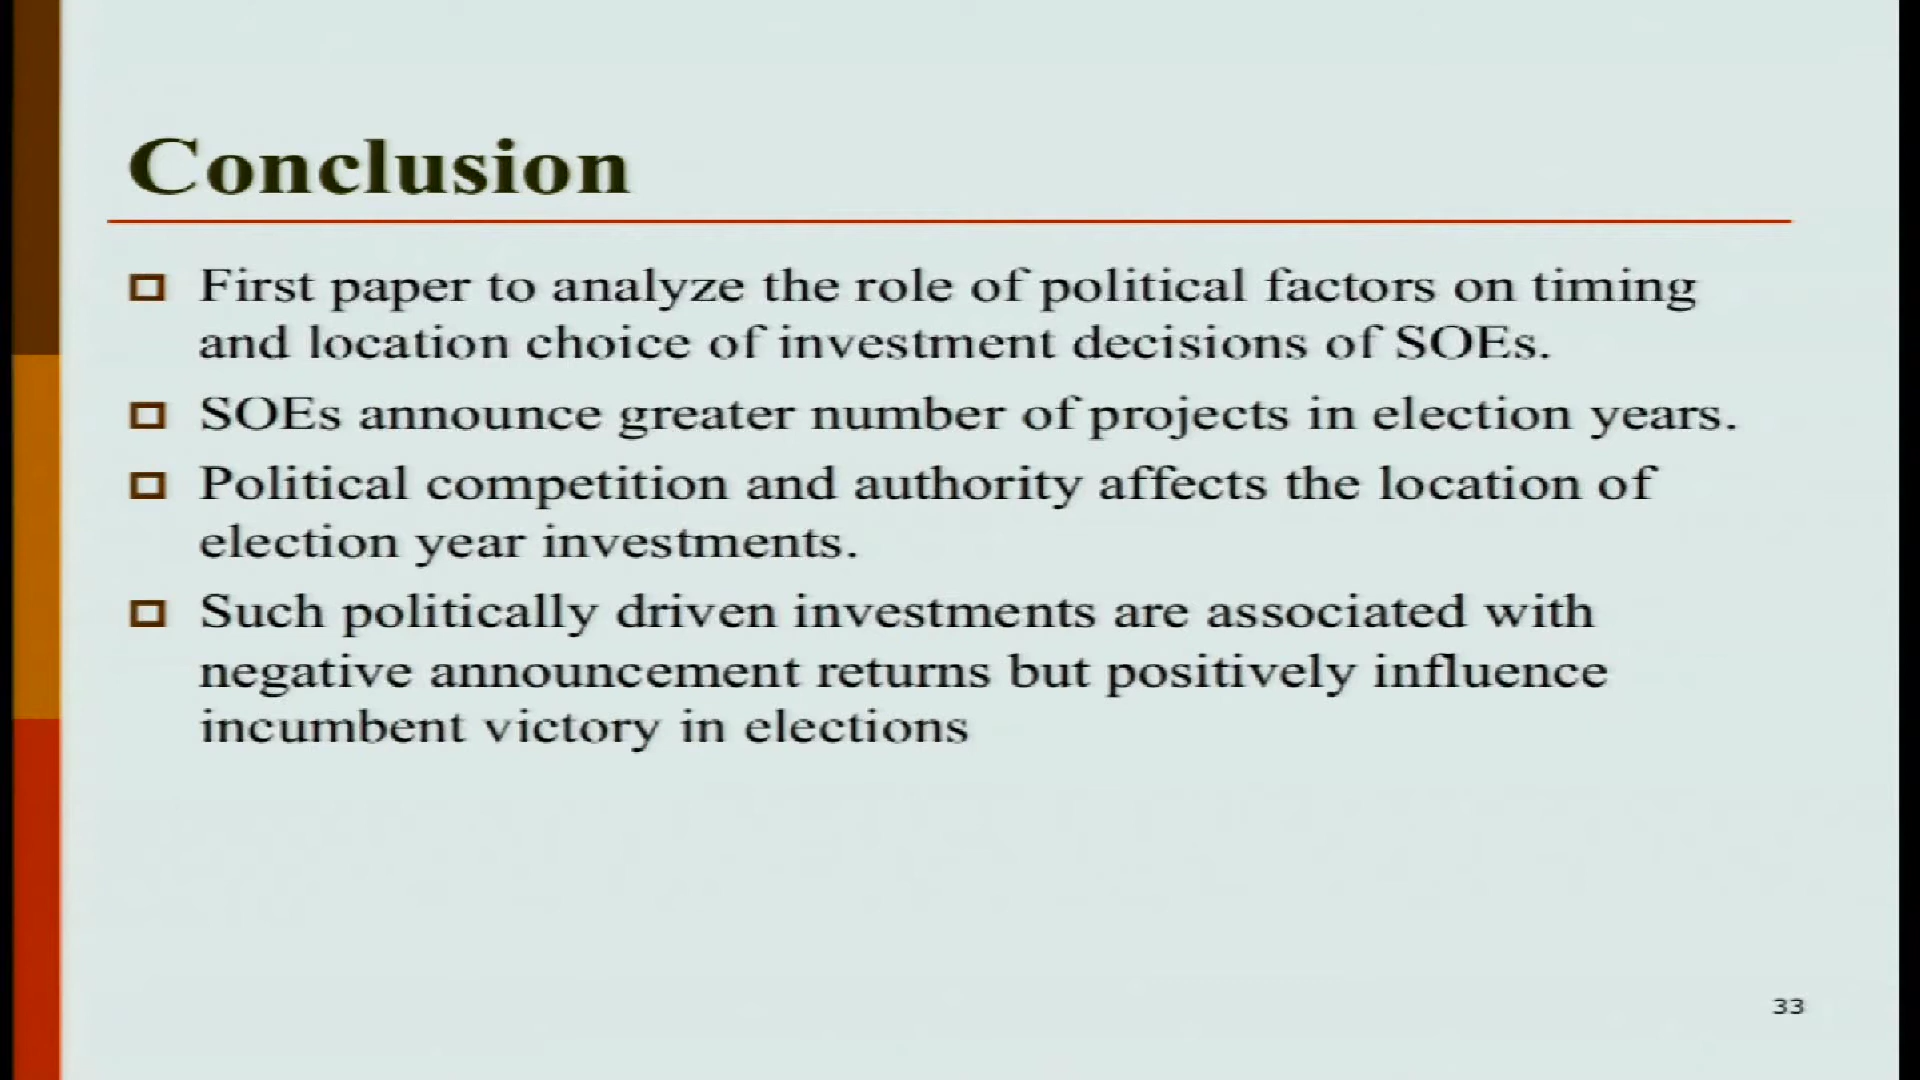 Conclusion
First paper to analyze the role of political factors on timing
and location choice of investment decisions of SOEs.
SOEs announce greater number of projects in election years.
Political competition and authority affects the location of
election year investments.
Such politically driven investments are associated with
negative announcement returns but positively influence
incumbent victory in elections
33